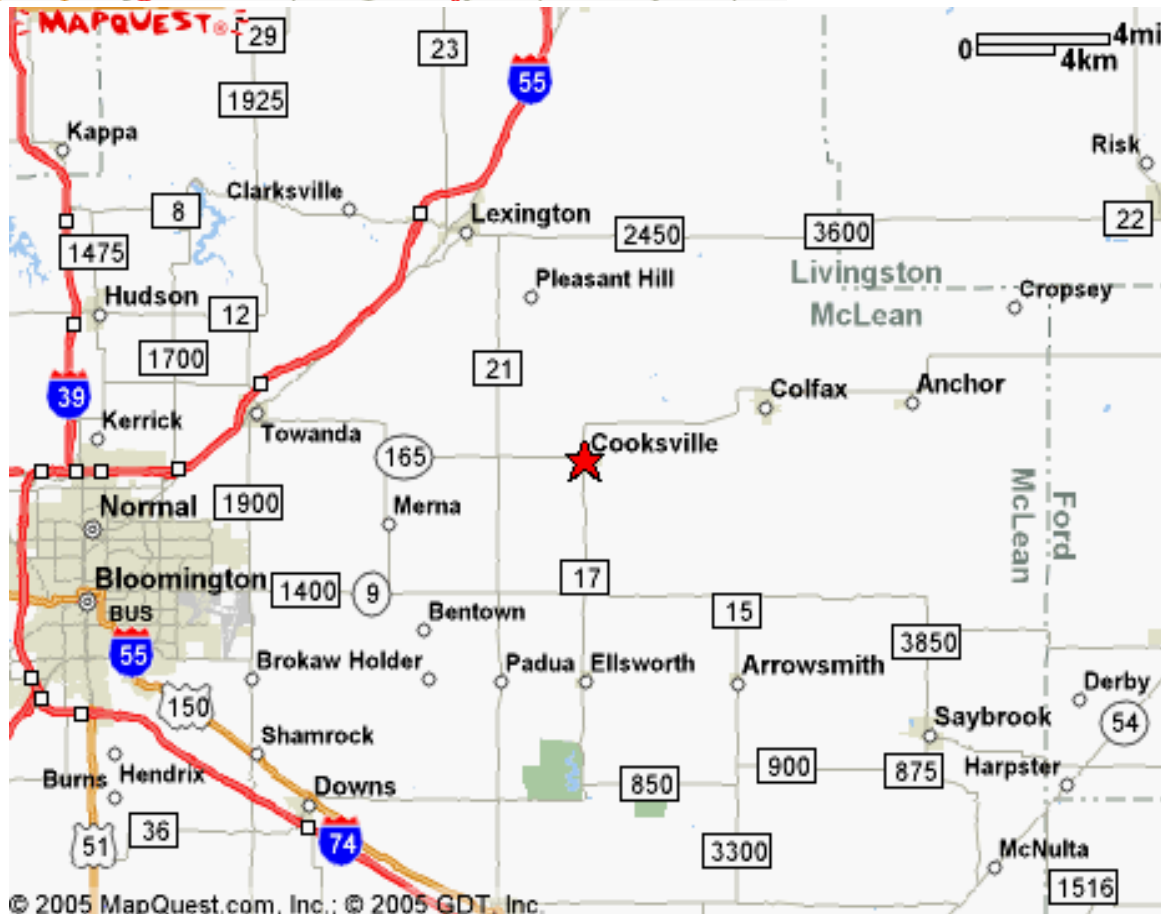 MAPQUEST®
29
23
55
4mi
0
4km
1925
Kappa
Risk
Clarksville
8
Lexington
22
2450
3600
1475
Livingston
McLean
Pleasant Hill
Cropsey
Hudson
12
1700
21
39
Colfax
Anchor
Kerrick
Towanda
Cooksville
165
McLean
Ford
1900
Normal
Merna
Bloomington
BUS
1400
9
17
15
Bentown
3850
55
Brokaw Holder
Padua
Ellsworth
Arrowsmith
Derby
150
Saybrook
54
Shamrock
Burns
Hendrix
900
875
Harpster
Downs
850
36
51
74
3300
McNulta
1516
© 2005 MapQuest.com, Inc.; © 2005 GDT, Inc.